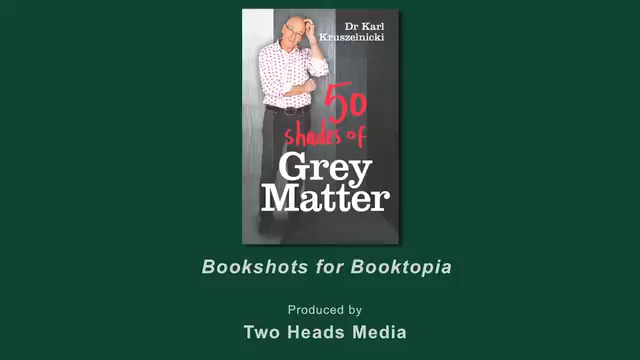 Dr Karl
Kruszelnicki
50
shades of
Grey
Matter
Bookshots for Booktopia
Produced by
Two Heads Media